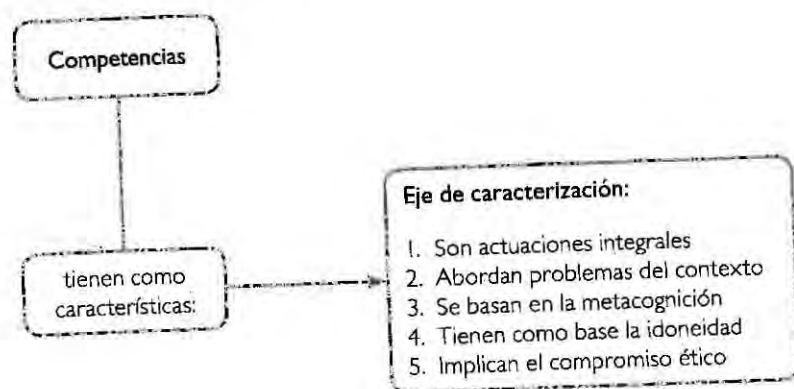 Competencias
tienen como
características:
Eje de caracterización:
1. Son actuaciones integrales
2. Abordan problemas del contexto
3. Se basan en la metacognición
4. Tienen como base la idoneidad
5. Implican el compromiso ético